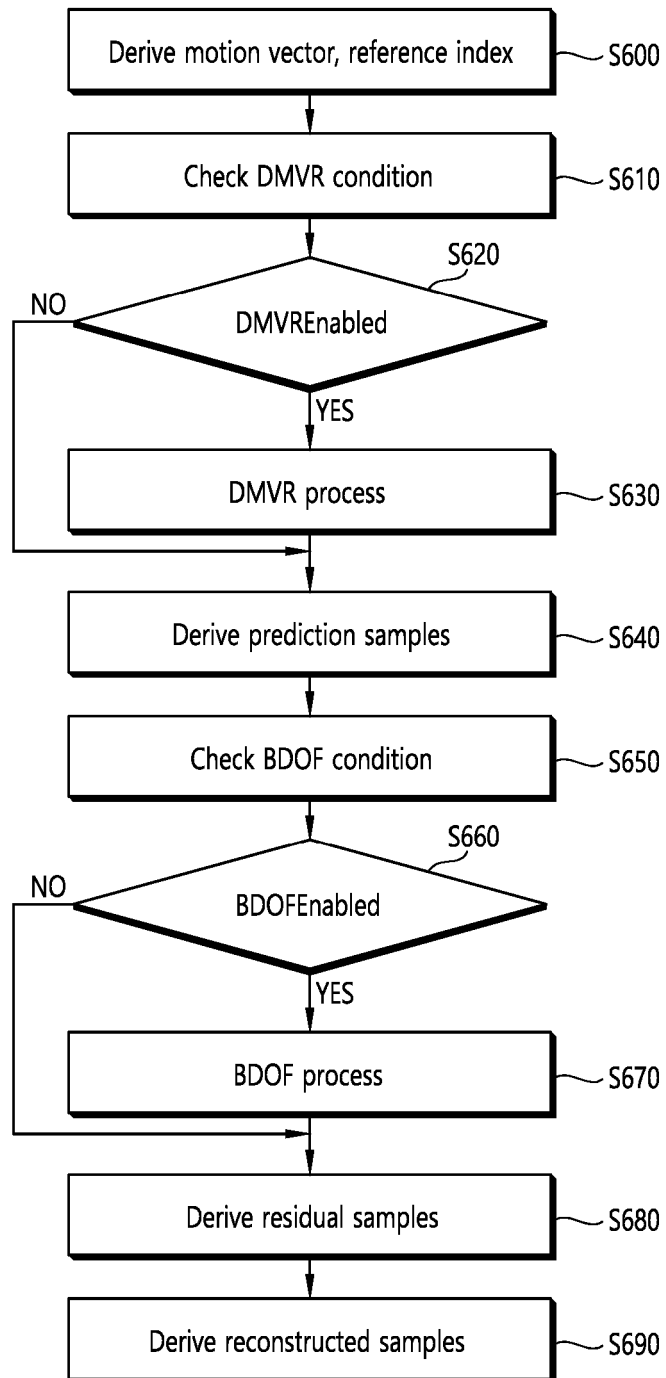 Derive motion vector, reference index
S600
Check DMVR condition
S610
S620
NO
DMVREnabled
YES
DMVR process
S630
Derive prediction samples
S640
Check BDOF condition
S650
S660
NO
BDOFEnabled
YES
BDOF process
S670
Derive residual samples
S680
Derive reconstructed samples
S690